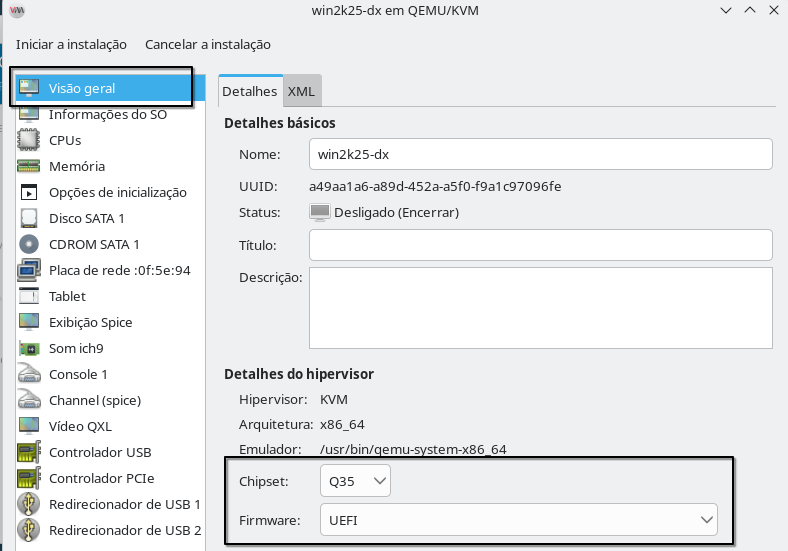 win2k25-dx em QEMU/KVM
Iniciar a instalação Cancelar a instalação
Visão geral
Informações do SO
CPUs
Memória
Opções de inicialização
Disco SATA 1
CDROM SATA 1
Placa de rede :0f:5e:94
Tablet
Exibição Spice
Som ich9
Console 1
Channel (spice)
Vídeo QXL
Controlador USB
Controlador PCIe
Redirecionador de USB 1
Redirecionador de USB 2
Detalhes XML
Detalhes básicos
Nome: win2k25-dx
UUID: a49aa1a6-a89d-452a-a5f0-f9a1c97096fe
Status: Desligado (Encerrar)
Título:
Descrição:
Detalhes do hipervisor
Hipervisor: KVM
Arquitetura: x86_64
Emulador: /usr/bin/qemu-system-x86_64
Chipset: Q35
Firmware: UEFI